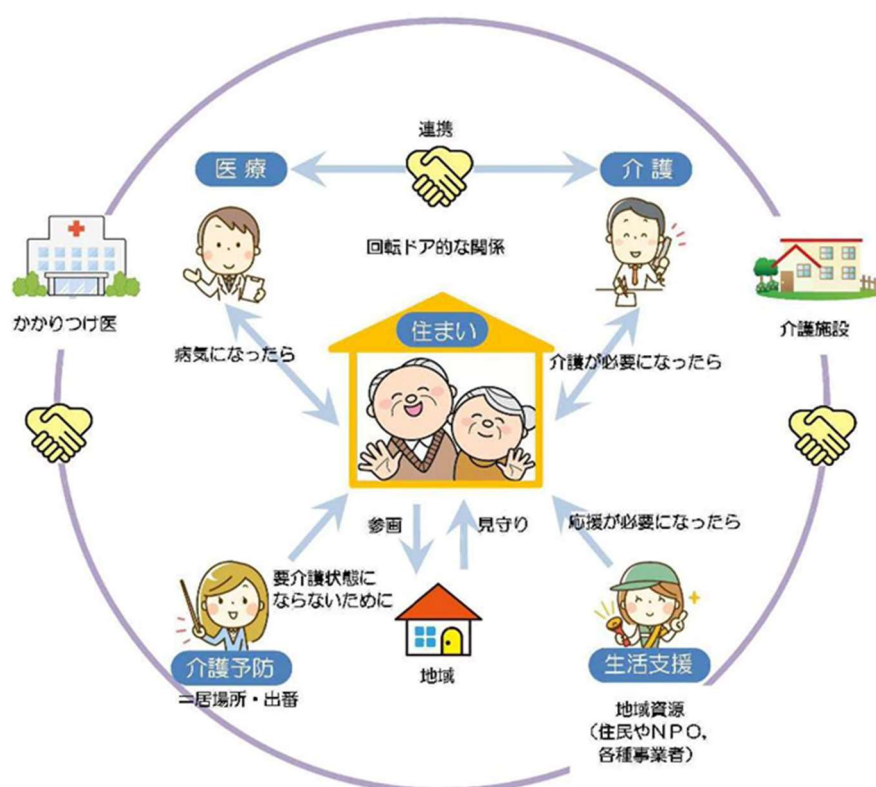 連携
医療
介護
回転ドア的な関係
かかりつけ医
介護施設
住まい
病気になったら
介護が必要になったら
参画
見守り
応援が必要になったら
要介護状態に
ならないために
介護予防
=居場所・出番
地域
生活支援
地域資源
(住民やNPO,
各種事業者)